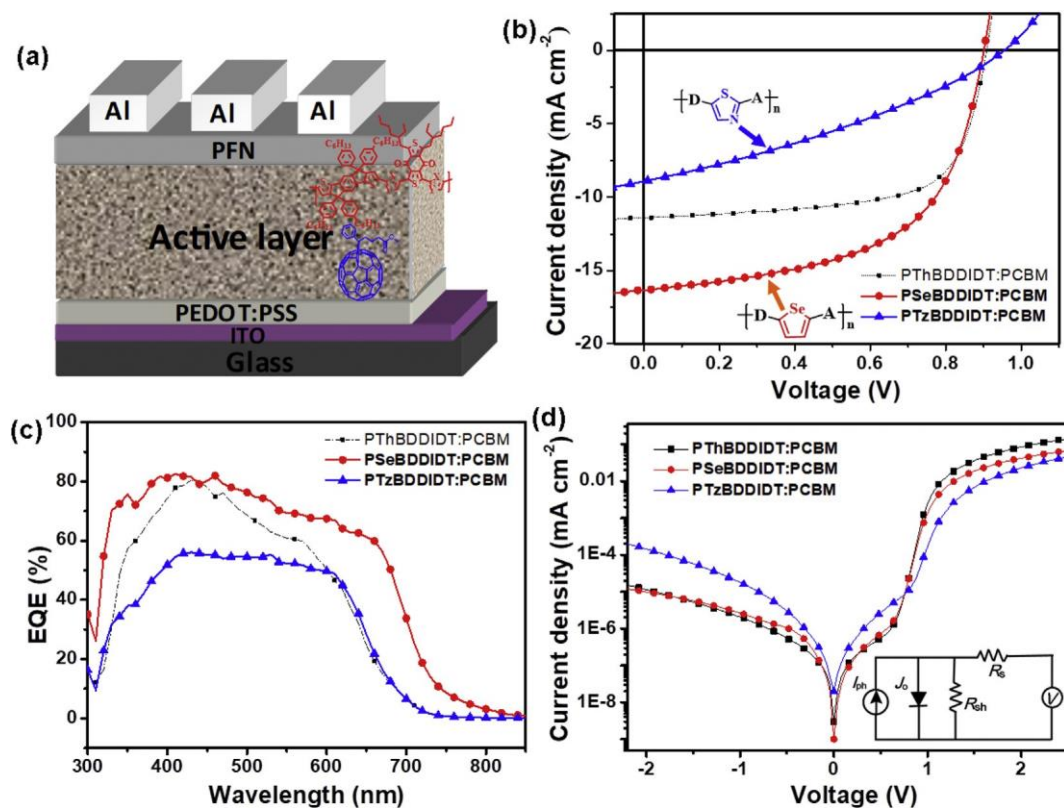 (a)
Al
Al
Al
PFN
Active layer
PEDOT:PSS
ITO
Glass
(b)
Current density (mA cm⁻²)
0
-5
-10
-15
-20
0.0
0.2
0.4
0.6
0.8
1.0
Voltage (V)
D
S
N
A
n
D
Se
A
n
PThBDDIDT:PCBM
PSeBDDIDT:PCBM
PTzBDDIDT:PCBM
(c)
EQE (%)
100
80
60
40
20
0
300
400
500
600
700
800
Wavelength (nm)
PThBDDIDT:PCBM
PSeBDDIDT:PCBM
PTzBDDIDT:PCBM
(d)
Current density (mA cm⁻²)
0.01
1E-4
1E-6
1E-8
-2
-1
0
1
2
Voltage (V)
PThBDDIDT:PCBM
PSeBDDIDT:PCBM
PTzBDDIDT:PCBM
Iph
Jo
Rsh
Rs
V